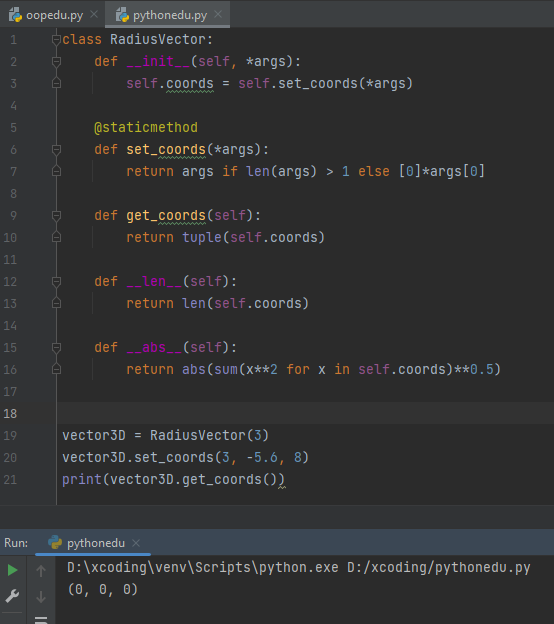 oopedu.py × pythonedu.py ×
1 class RadiusVector:
2     def __init__(self, *args):
3         self.coords = self.set_coords(*args)
4
5     @staticmethod
6     def set_coords(*args):
7         return args if len(args) > 1 else [0]*args[0]
8
9     def get_coords(self):
10         return tuple(self.coords)
11
12     def __len__(self):
13         return len(self.coords)
14
15     def __abs__(self):
16         return abs(sum(x**2 for x in self.coords)**0.5)
17
18
19 vector3D = RadiusVector(3)
20 vector3D.set_coords(3, -5.6, 8)
21 print(vector3D.get_coords())
Run: pythonedu ×
D:\xcoding\venv\Scripts\python.exe D:/xcoding/pythonedu.py
(0, 0, 0)